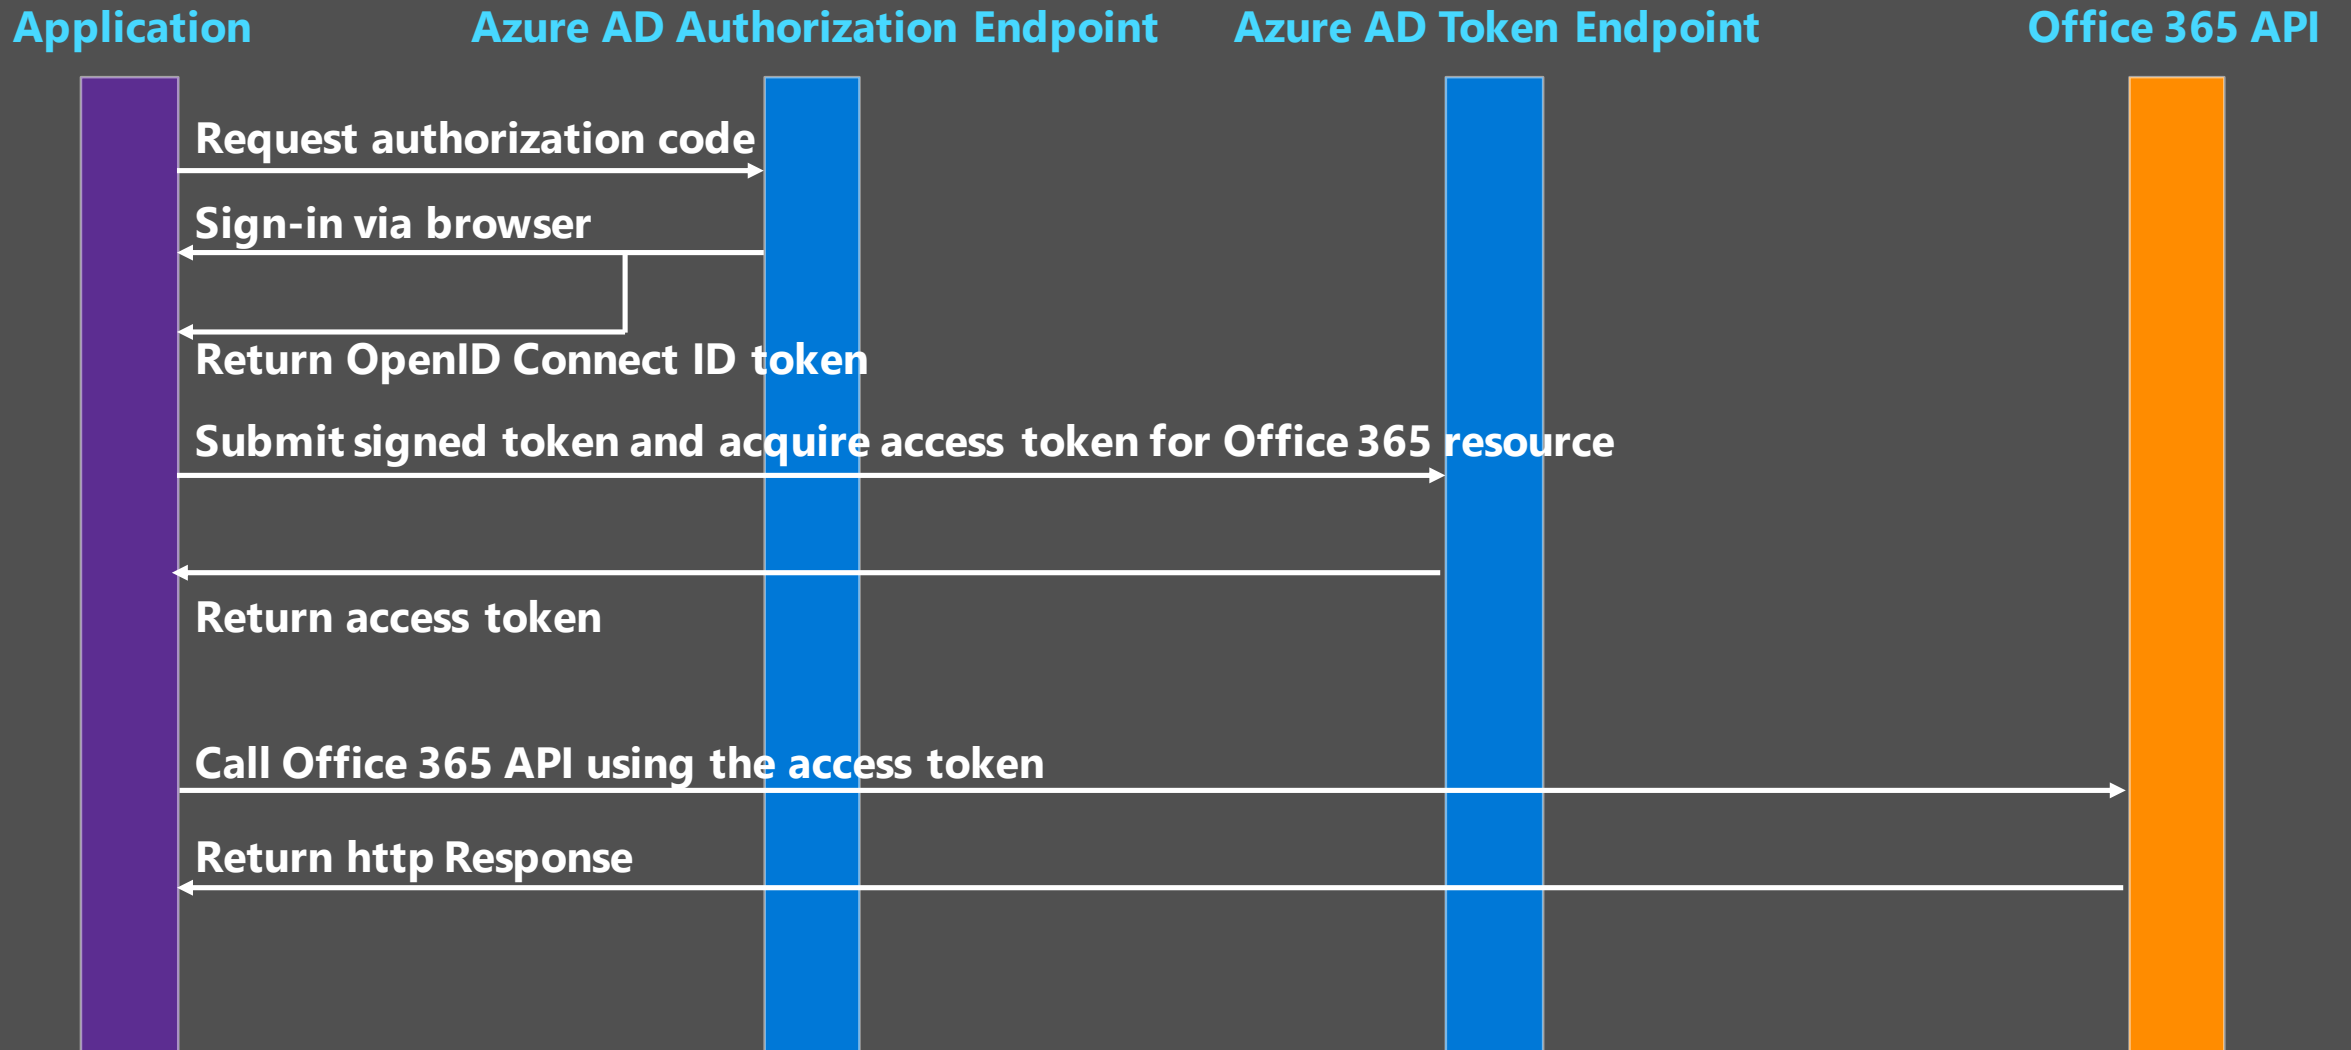 Application
Azure AD Authorization Endpoint
Azure AD Token Endpoint
Office 365 API
Request authorization code
Sign-in via browser
Return OpenID Connect ID token
Submit signed token and acquire access token for Office 365 resource
Return access token
Call Office 365 API using the access token
Return http Response